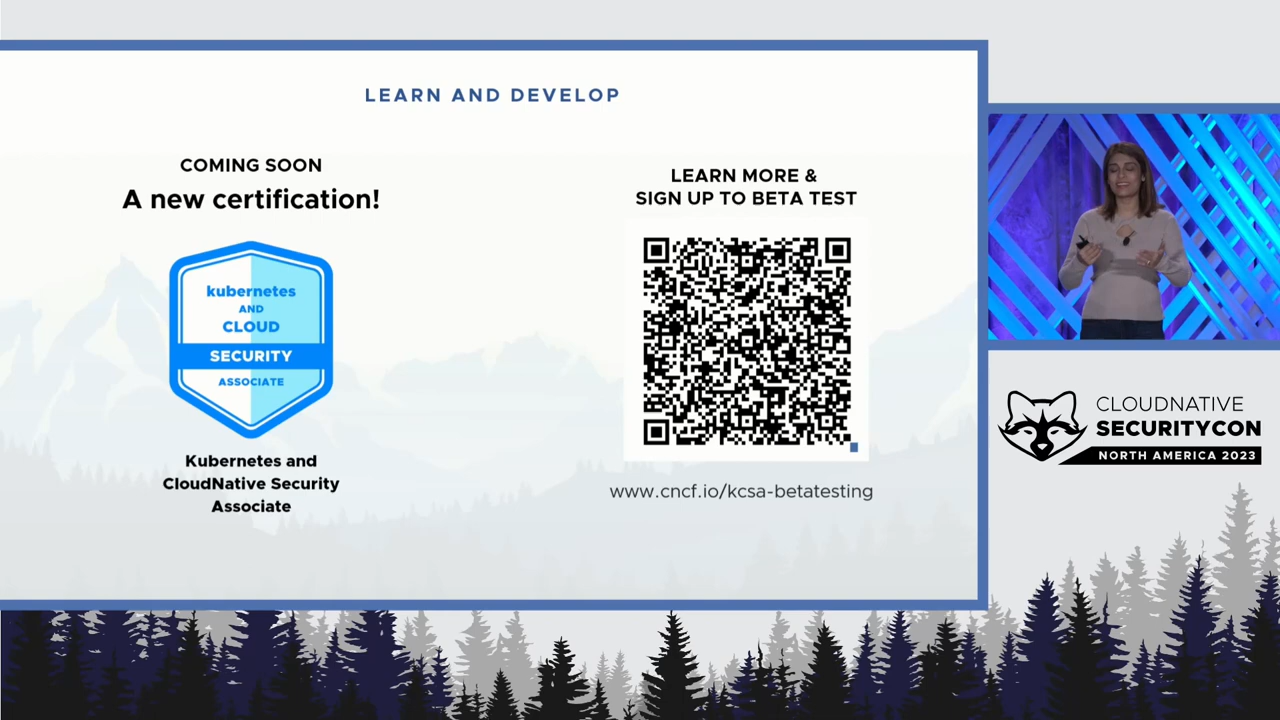 LEARN AND DEVELOP
COMING SOON
A new certification!
kubernetes
AND
CLOUD
SECURITY
ASSOCIATE
Kubernetes and
CloudNative Security
Associate
LEARN MORE &
SIGN UP TO BETA TEST
www.cncf.io/kcsa-betatesting
CLOUDNATIVE
SECURITYCON
NORTH AMERICA 2023